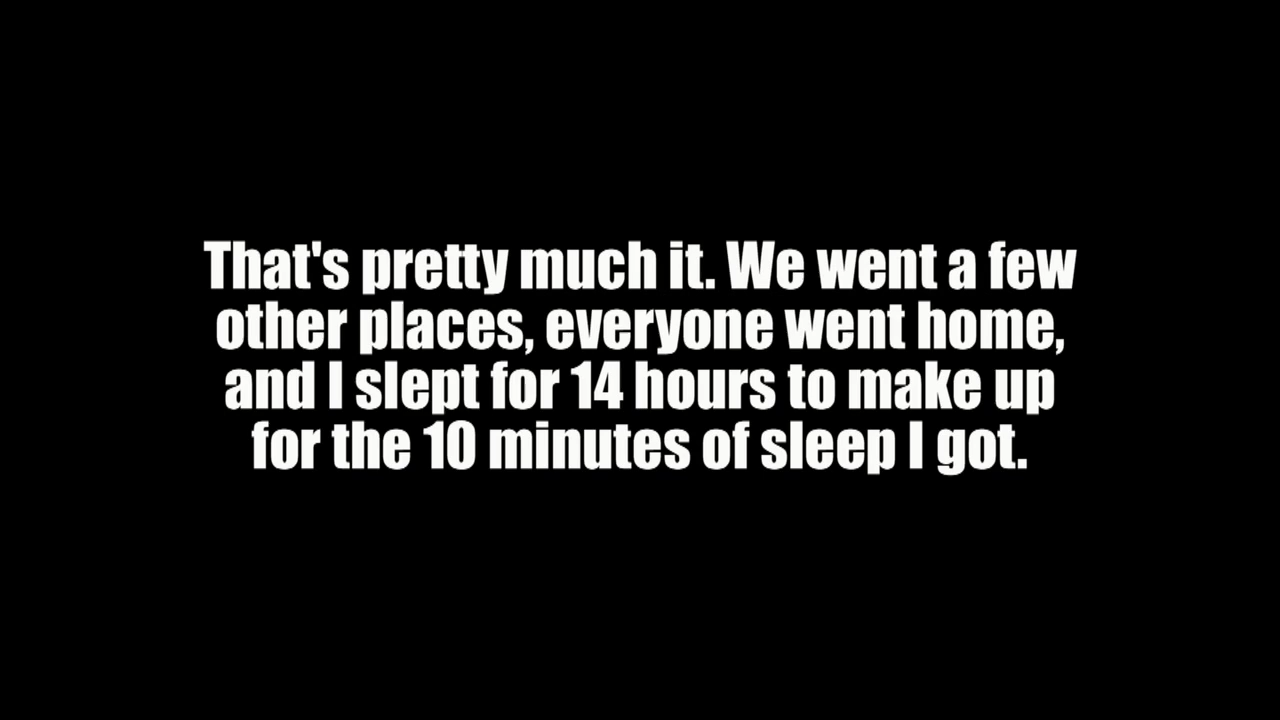 That's pretty much it. We went a few
other places, everyone went home,
and I slept for 14 hours to make up
for the 10 minutes of sleep I got.